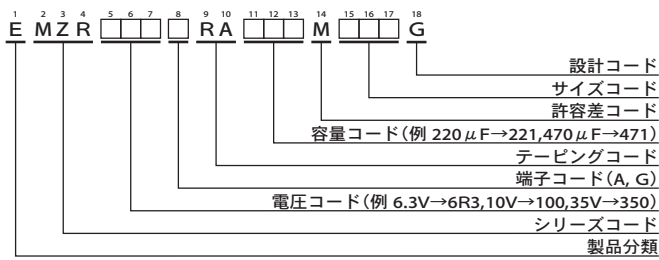 1 2 3 4 5 6 7 8 9 10 11 12 13 14 15 16 17 18
E MZR □□□ □ RA □□□ M □□□ G
設計コード
サイズコード
許容差コード
容量コード(例 220μF→221,470μF→471)
テーピングコード
端子コード(A, G)
電圧コード(例 6.3V→6R3,10V→100,35V→350)
シリーズコード
製品分類